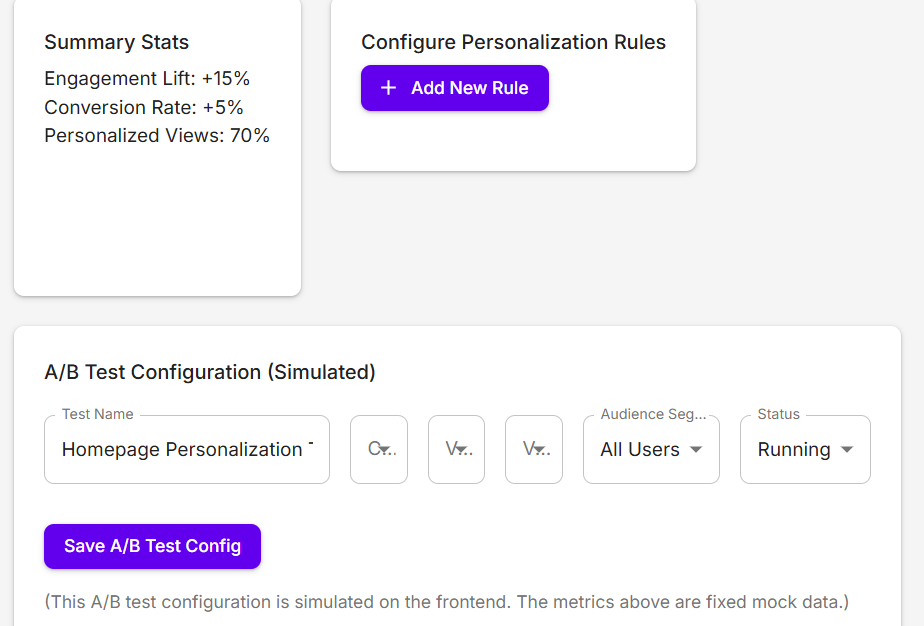 Summary Stats
Engagement Lift: +15%
Conversion Rate: +5%
Personalized Views: 70%
Configure Personalization Rules
+ Add New Rule
A/B Test Configuration (Simulated)
Test Name
Homepage Personalization
C...
V...
V...
Audience Seg...
All Users
Status
Running
Save A/B Test Config
(This A/B test configuration is simulated on the frontend. The metrics above are fixed mock data.)